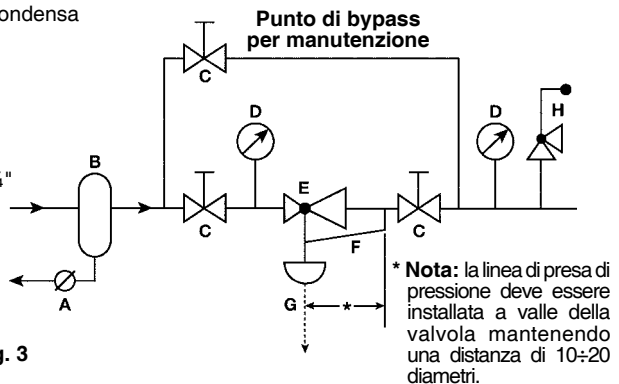 ondensa
Punto di bypass
per manutenzione
C
D
D
H
B
E
4"
C
C
F
A
G
*
* Nota: la linea di presa di
pressione deve essere
installata a valle della
valvola mantenendo
una distanza di 10÷20
diametri.
g. 3